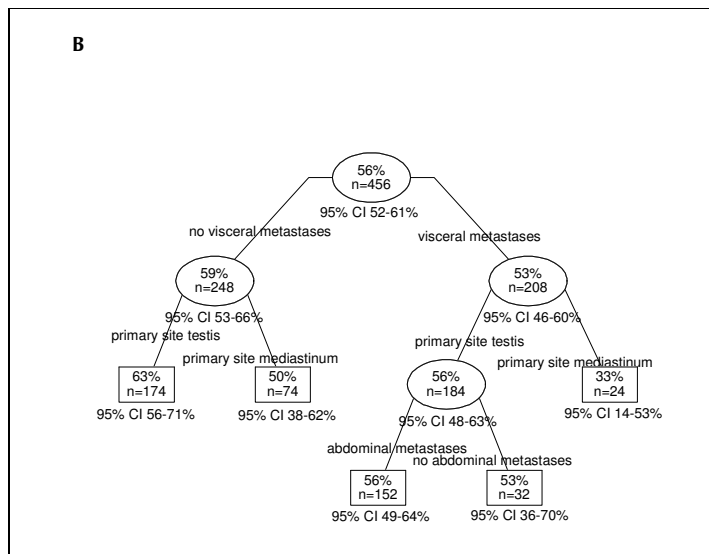 B
56%
n=456
95% CI 52-61%
no visceral metastases
visceral metastases
59%
n=248
95% CI 53-66%
53%
n=208
95% CI 46-60%
primary site testis
primary site mediastinum
primary site testis
primary site mediastinum
63%
n=174
95% CI 56-71%
50%
n=74
95% CI 38-62%
56%
n=184
95% CI 48-63%
33%
n=24
95% CI 14-53%
abdominal metastases
no abdominal metastases
56%
n=152
95% CI 49-64%
53%
n=32
95% CI 36-70%